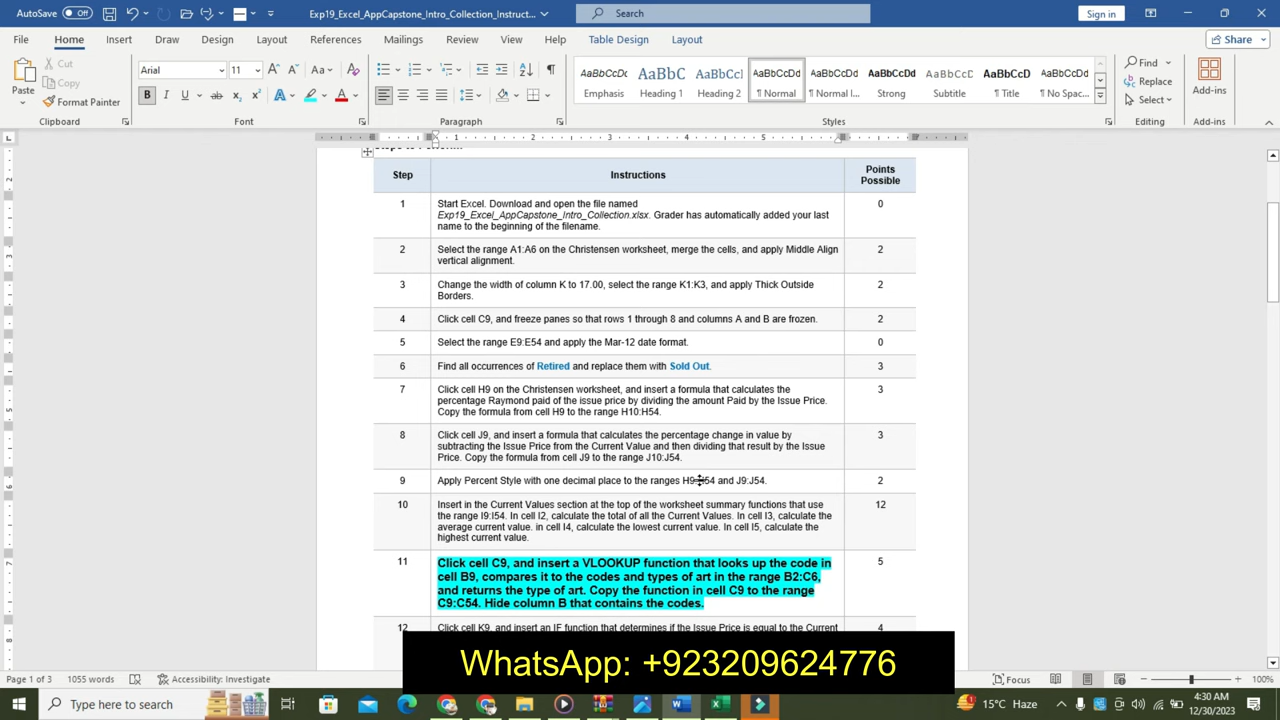 AutoSave Off
Exp19_Excel_AppCapstone_Intro_Collection_Instruct...
Search
Sign in
File Home Insert Draw Design Layout References Mailings Review View Help Table Design Layout
Share
Paste
Cut
Copy
Format Painter
Clipboard
Arial
11
Font
Paragraph
AaBbCcDc Emphasis
AaBbC Heading 1
AaBbCcI Heading 2
AaBbCcDd ¶ Normal
AaBbCcDd ¶ Normal I...
AaBbCcDd Strong
AaBbCcDd Subtitle
AaBbCcDd ¶ Title
AaBbCcDd ¶ No Spac...
Styles
Find
Replace
Select
Editing
Add-ins
Add-ins
Step Instructions Points Possible
1 Start Excel. Download and open the file named
Exp19_Excel_AppCapstone_Intro_Collection.xlsx. Grader has automatically added your last
name to the beginning of the filename. 0
2 Select the range A1:A6 on the Christensen worksheet, merge the cells, and apply Middle Align
vertical alignment. 2
3 Change the width of column K to 17.00, select the range K1:K3, and apply Thick Outside
Borders. 2
4 Click cell C9, and freeze panes so that rows 1 through 8 and columns A and B are frozen. 2
5 Select the range E9:E54 and apply the Mar-12 date format. 0
6 Find all occurrences of Retired and replace them with Sold Out. 3
7 Click cell H9 on the Christensen worksheet, and insert a formula that calculates the
percentage Raymond paid of the issue price by dividing the amount Paid by the Issue Price.
Copy the formula from cell H9 to the range H10:H54. 3
8 Click cell J9, and insert a formula that calculates the percentage change in value by
subtracting the Issue Price from the Current Value and then dividing that result by the Issue
Price. Copy the formula from cell J9 to the range J10:J54. 3
9 Apply Percent Style with one decimal place to the ranges H9:H54 and J9:J54. 2
10 Insert in the Current Values section at the top of the worksheet summary functions that use
the range I9:I54. In cell I2, calculate the total of all the Current Values. In cell I3, calculate the
average current value. in cell I4, calculate the lowest current value. In cell I5, calculate the
highest current value. 12
11 Click cell C9, and insert a VLOOKUP function that looks up the code in
cell B9, compares it to the codes and types of art in the range B2:C6,
and returns the type of art. Copy the function in cell C9 to the range
C9:C54. Hide column B that contains the codes. 5
12 Click cell K9, and insert an IF function that determines if the Issue Price is equal to the Current 4
WhatsApp: +923209624776
Page 1 of 3 1055 words Accessibility: Investigate
Focus
100%
Type here to search
15°C Haze
4:30 AM
12/30/2023